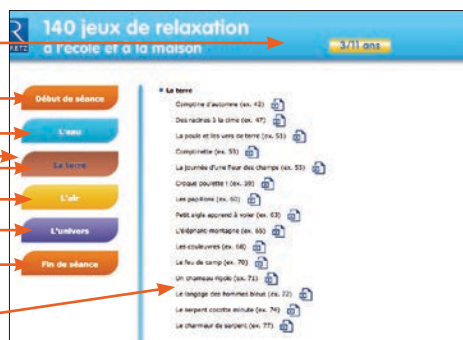 R
RETZ
140 jeux de relaxation
à l'école et à la maison
3/11 ans
Début de séance
L'eau
La terre
L'air
L'univers
Fin de séance
La terre
Comptine d'automne (ex. 42)
Des racines à la cime (ex. 47)
La poule et les vers de terre (ex. 51)
Comptinette (ex. 55)
La journée d'une fleur des champs (ex. 53)
Croque poulette ! (ex. 39)
Les papillons (ex. 60)
Petit aigle apprend à voler (ex. 63)
L'éléphant-montagne (ex. 65)
Les couleuvres (ex. 68)
Le feu de camp (ex. 70)
Un chameau rigolo (ex. 71)
Le langage des hommes bleus (ex. 72)
Le serpent cocotte minute (ex. 74)
Le charmeur de serpent (ex. 77)